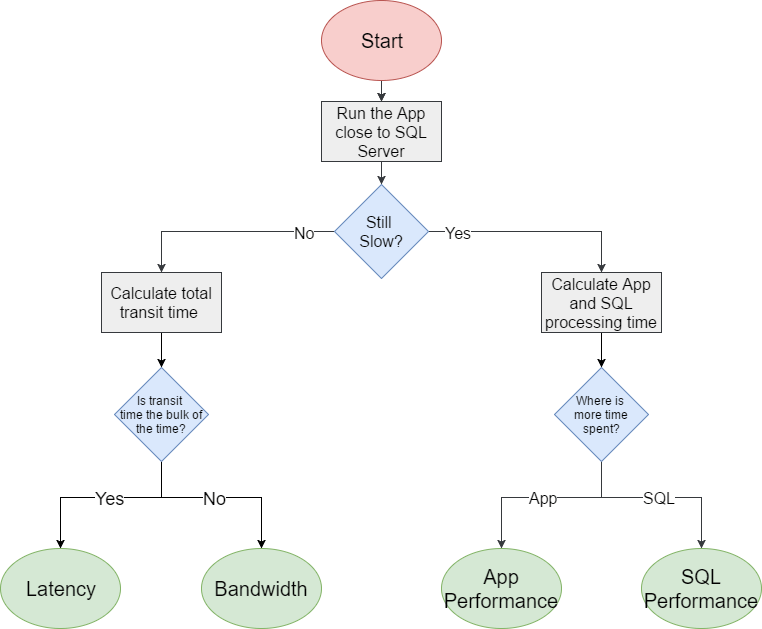 Start
Run the App
close to SQL
Server
Still
Slow?
No
Yes
Calculate total
transit time
Calculate App
and SQL
processing time
Is transit
time the bulk of
the time?
Where is
more time
spent?
Yes
No
App
SQL
Latency
Bandwidth
App
Performance
SQL
Performance